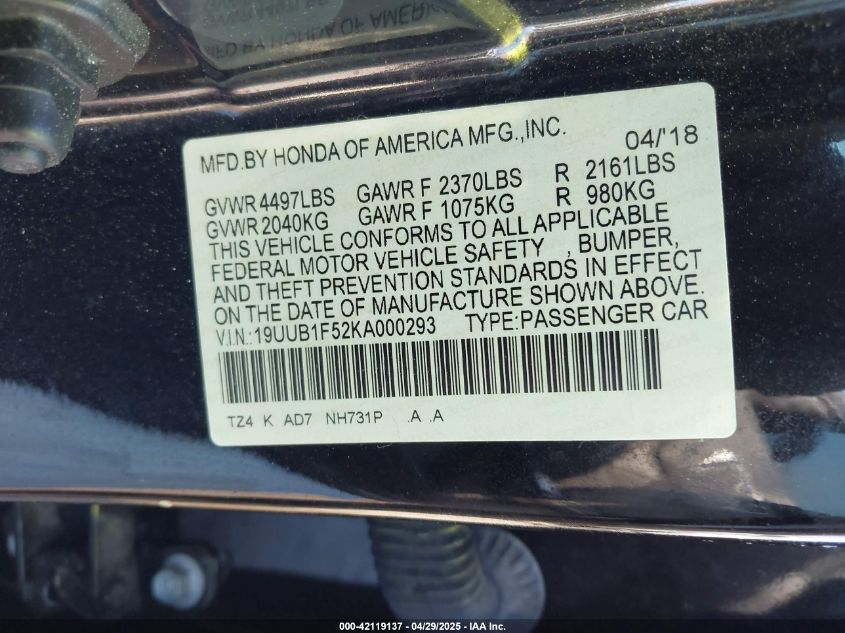 MFD.BY HONDA OF AMERICA MFG.,INC. 04/'18
GVWR 4497LBS GAWR F 2370LBS R 2161LBS
GVWR 2040KG GAWR F 1075KG R 980KG
THIS VEHICLE CONFORMS TO ALL APPLICABLE
FEDERAL MOTOR VEHICLE SAFETY , BUMPER,
AND THEFT PREVENTION STANDARDS IN EFFECT
ON THE DATE OF MANUFACTURE SHOWN ABOVE.
V.I.N.:19UUB1F52KA000293 TYPE:PASSENGER CAR
TZ4 K AD7 NH731P .A .A
000-42119137 - 04/29/2025 - IAA Inc.